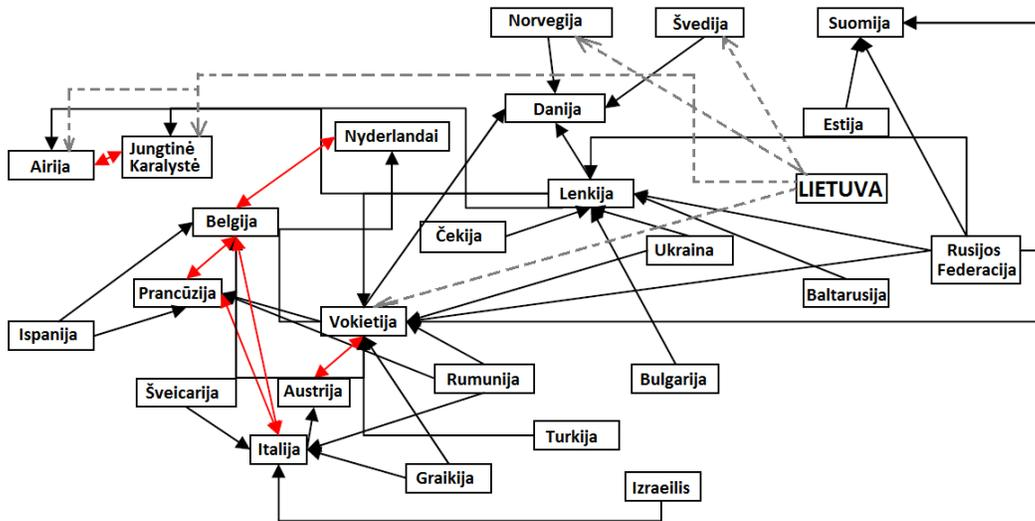 Norvegija
Švedija
Suomija
Danija
Estija
Nyderlandai
Jungtinė
Karalystė
Airija
Lenkija
LIETUVA
Belgija
Čekija
Ukraina
Rusijos
Federacija
Prancūzija
Baltarusija
Ispanija
Vokietija
Rumunija
Bulgarija
Šveicarija
Austrija
Turkija
Italija
Graikija
Izraeilis